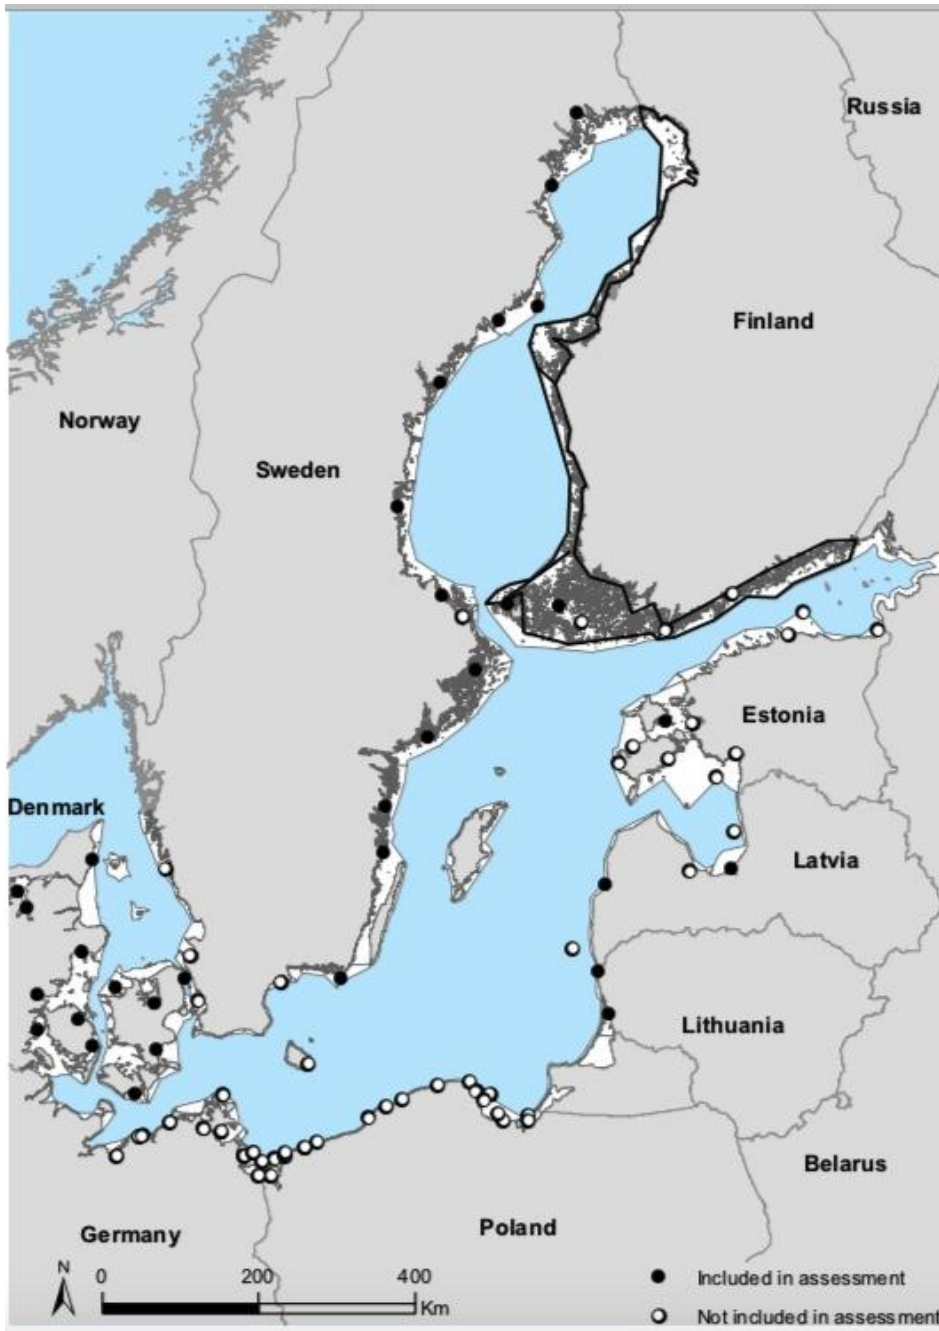 Russia
Finland
Norway
Sweden
Estonia
Denmark
Latvia
Lithuania
Belarus
Poland
Germany
N
0 200 400
Km
Included in assessment
Not included in assessment